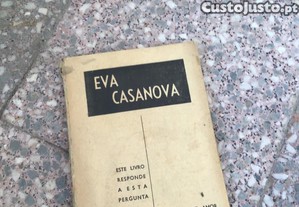 CustoJusto.pt
EVA
CASANOVA
ESTE LIVRO
RESPONDE
A ESTA
PERGUNTA